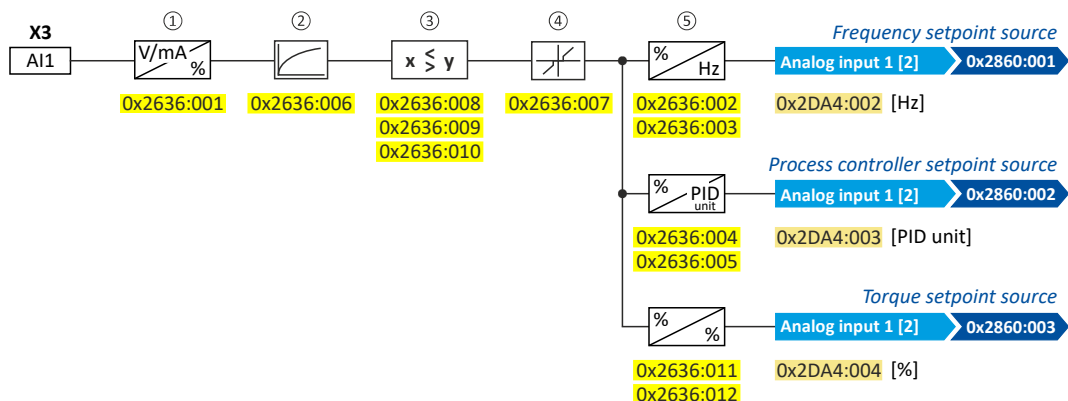 ① ② ③ ④ ⑤
X3
AI1
V/mA
%
x ≤ > y
%
Hz
Frequency setpoint source
Analog input 1 [2] 0x2860:001
0x2636:001 0x2636:006 0x2636:008 0x2636:007 0x2636:002 0x2DA4:002 [Hz]
0x2636:009 0x2636:003
0x2636:010
Process controller setpoint source
%
PID
unit
Analog input 1 [2] 0x2860:002
0x2636:004 0x2DA4:003 [PID unit]
0x2636:005
Torque setpoint source
%
%
Analog input 1 [2] 0x2860:003
0x2636:011 0x2DA4:004 [%]
0x2636:012